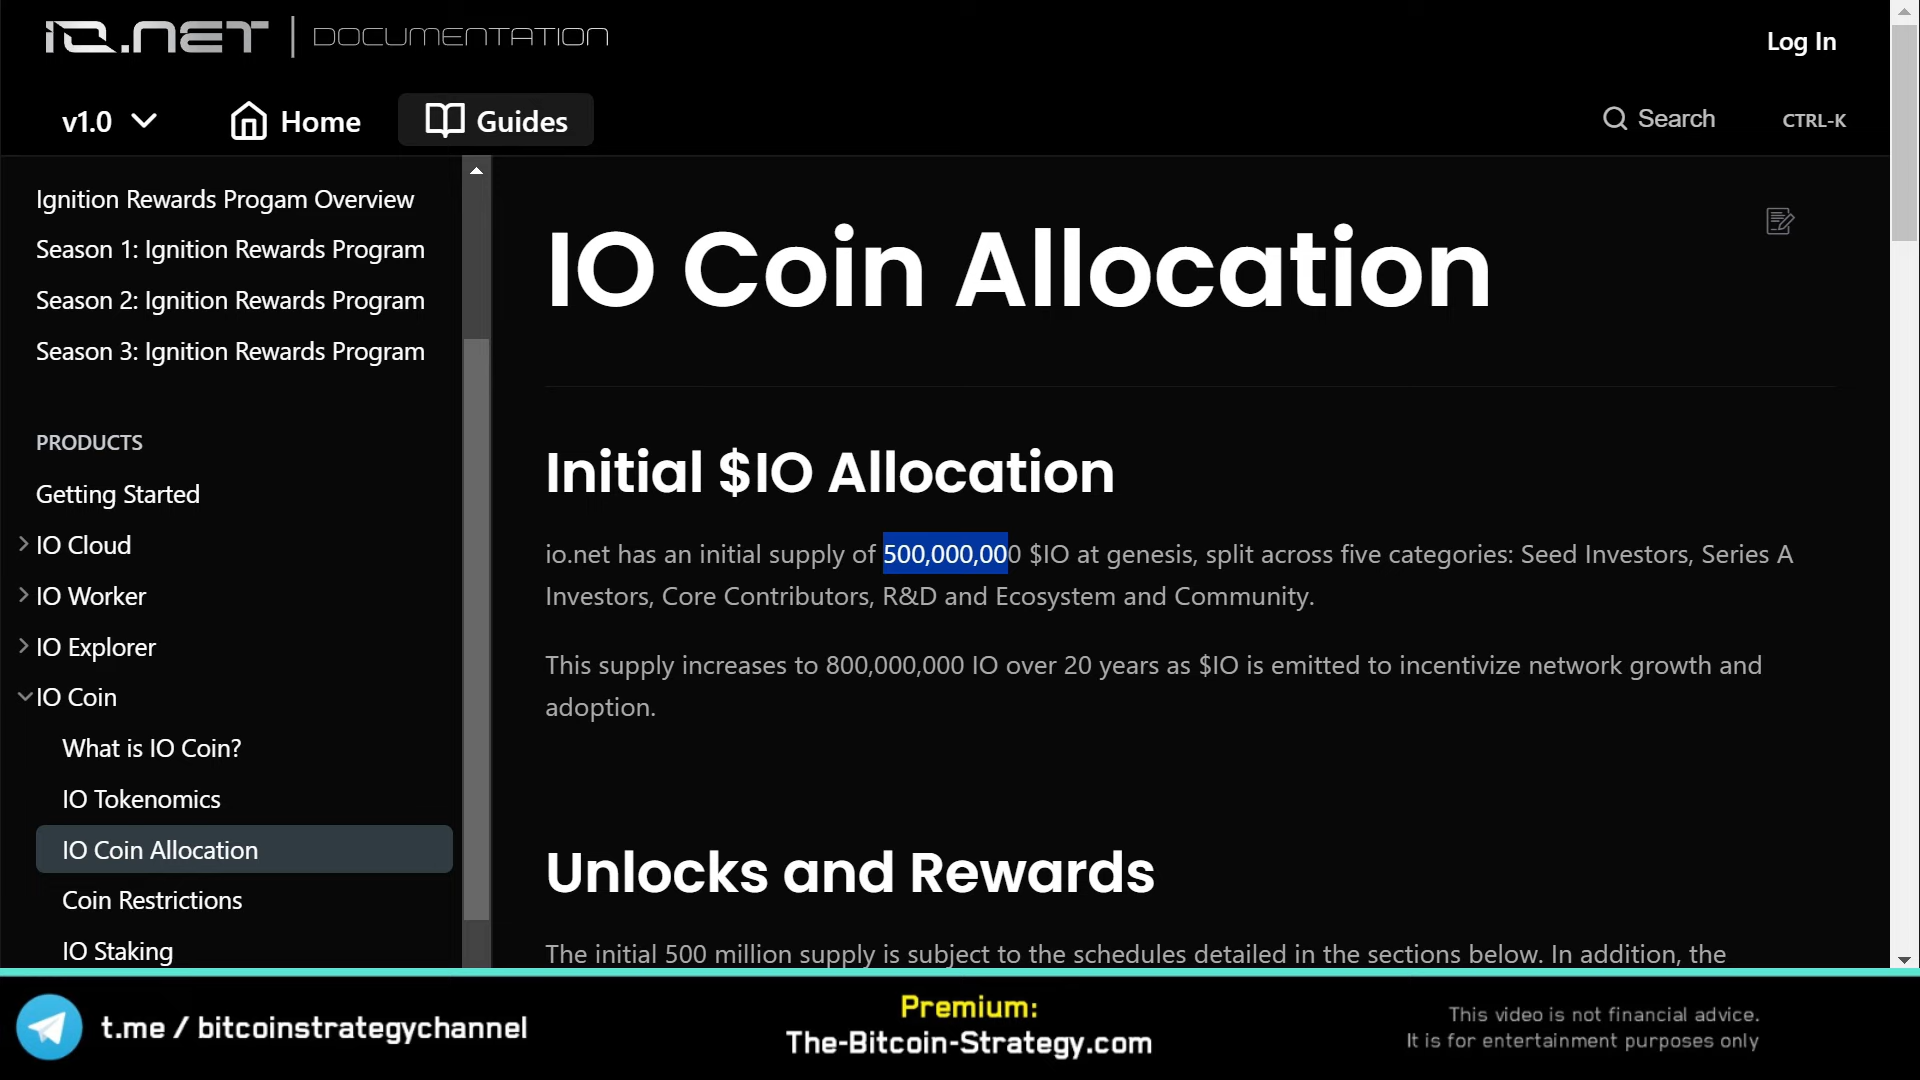 IO.NET | DOCUMENTATION
Log In
v1.0
Home
Guides
Search
CTRL-K
Ignition Rewards Progam Overview
Season 1: Ignition Rewards Program
Season 2: Ignition Rewards Program
Season 3: Ignition Rewards Program
PRODUCTS
Getting Started
IO Cloud
IO Worker
IO Explorer
IO Coin
What is IO Coin?
IO Tokenomics
IO Coin Allocation
Coin Restrictions
IO Staking
IO Coin Allocation
Initial $IO Allocation
io.net has an initial supply of 500,000,000 $IO at genesis, split across five categories: Seed Investors, Series A
Investors, Core Contributors, R&D and Ecosystem and Community.
This supply increases to 800,000,000 IO over 20 years as $IO is emitted to incentivize network growth and
adoption.
Unlocks and Rewards
The initial 500 million supply is subject to the schedules detailed in the sections below. In addition, the
t.me / bitcoinstrategychannel
Premium:
The-Bitcoin-Strategy.com
This video is not financial advice.
It is for entertainment purposes only